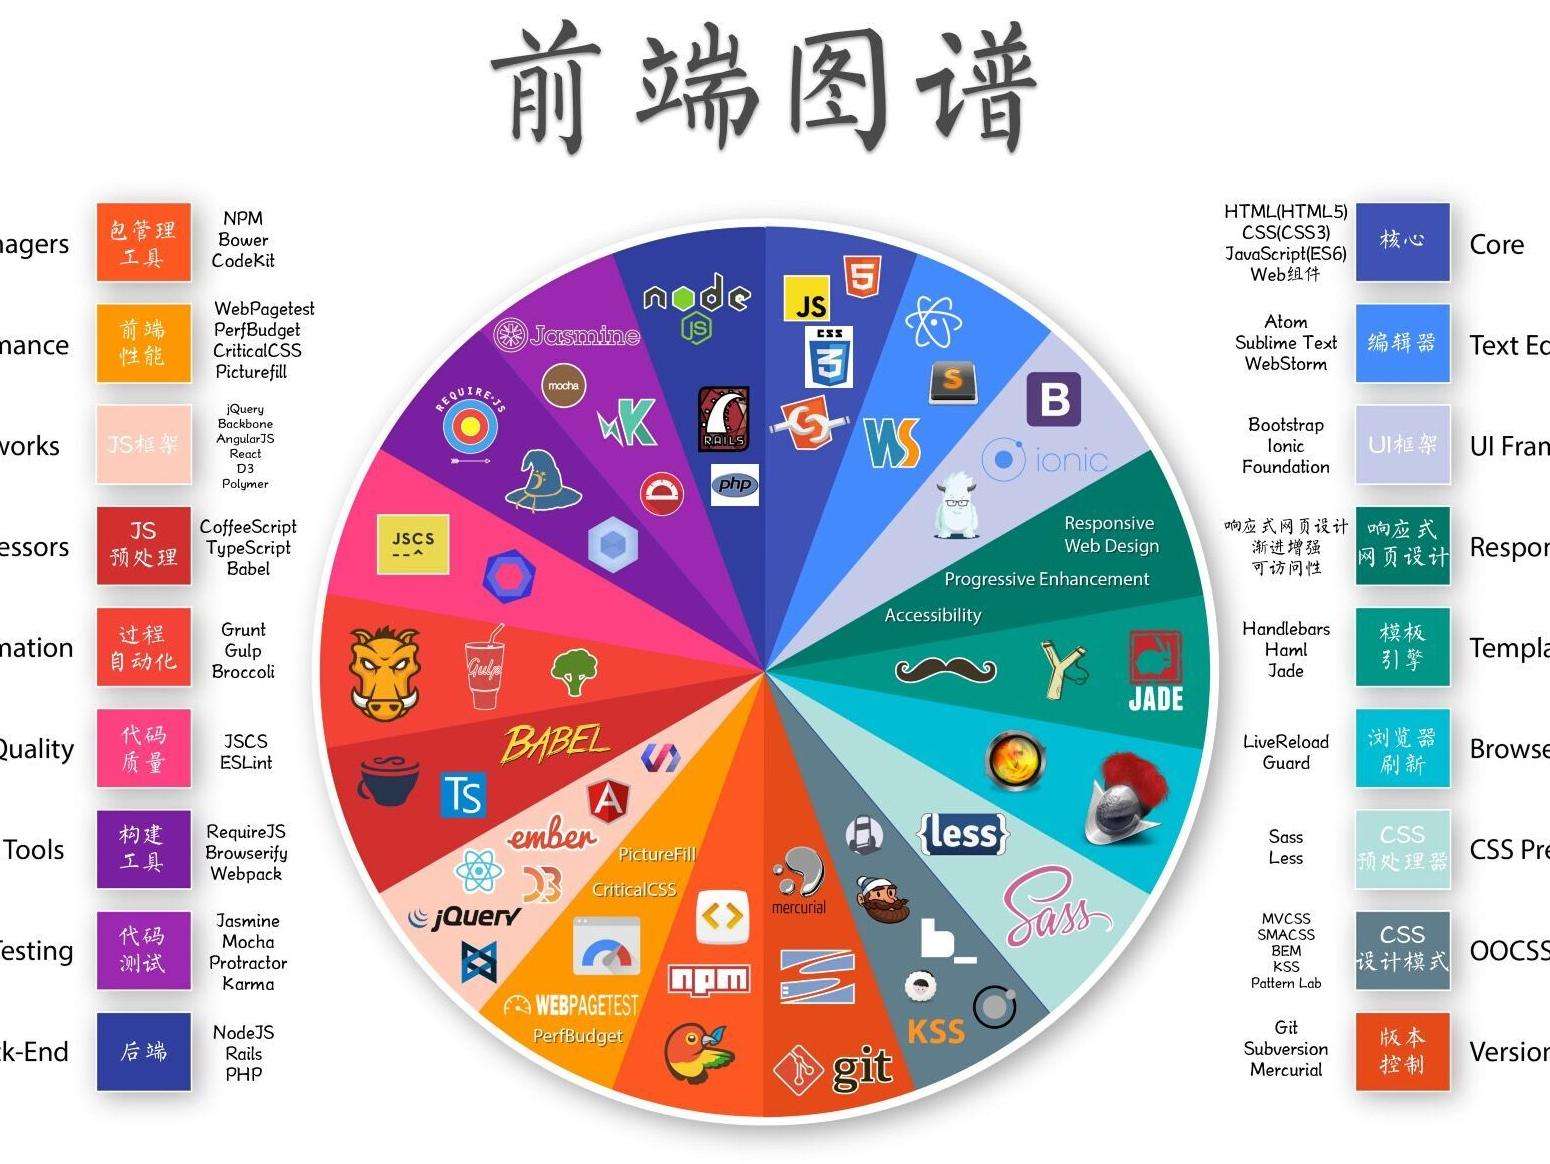 前端图谱
nagers
包管理
工具
NPM
Bower
CodeKit
mance
前端
性能
WebPagetest
PerfBudget
CriticalCSS
Picturefill
works
JS框架
jQuery
Backbone
AngularJS
React
D3
Polymer
essors
JS
预处理
CoffeeScript
TypeScript
Babel
mation
过程
自动化
Grunt
Gulp
Broccoli
Quality
代码
质量
JSCS
ESLint
Tools
构建
工具
RequireJS
Browserify
Webpack
Testing
代码
测试
Jasmine
Mocha
Protractor
Karma
ck-End
后端
NodeJS
Rails
PHP
node
JS
Jasmine
mocha
REQUIRE·JS
K
RAILS
php
JSCS
--^
Gulp
BABEL
TS
ember
A
D3
jQuery
PictureFill
CriticalCSS
WEBPAGETEST
PerfBudget
npm
5
JS
CSS
3
S
WS
B
ionic
Responsive
Web Design
Progressive Enhancement
Accessibility
JADE
{less}
Sass
mercurial
b_
KSS
git
HTML(HTML5)
CSS(CSS3)
JavaScript(ES6)
Web组件
核心
Core
Atom
Sublime Text
WebStorm
编辑器
Text Ed
Bootstrap
Ionic
Foundation
UI框架
UI Fran
响应式网页设计
渐进增强
可访问性
响应式
网页设计
Respon
Handlebars
Haml
Jade
模板
引擎
Templa
LiveReload
Guard
浏览器
刷新
Browse
Sass
Less
CSS
预处理器
CSS Pre
MVCSS
SMACSS
BEM
KSS
Pattern Lab
CSS
设计模式
OOCSS
Git
Subversion
Mercurial
版本
控制
Version